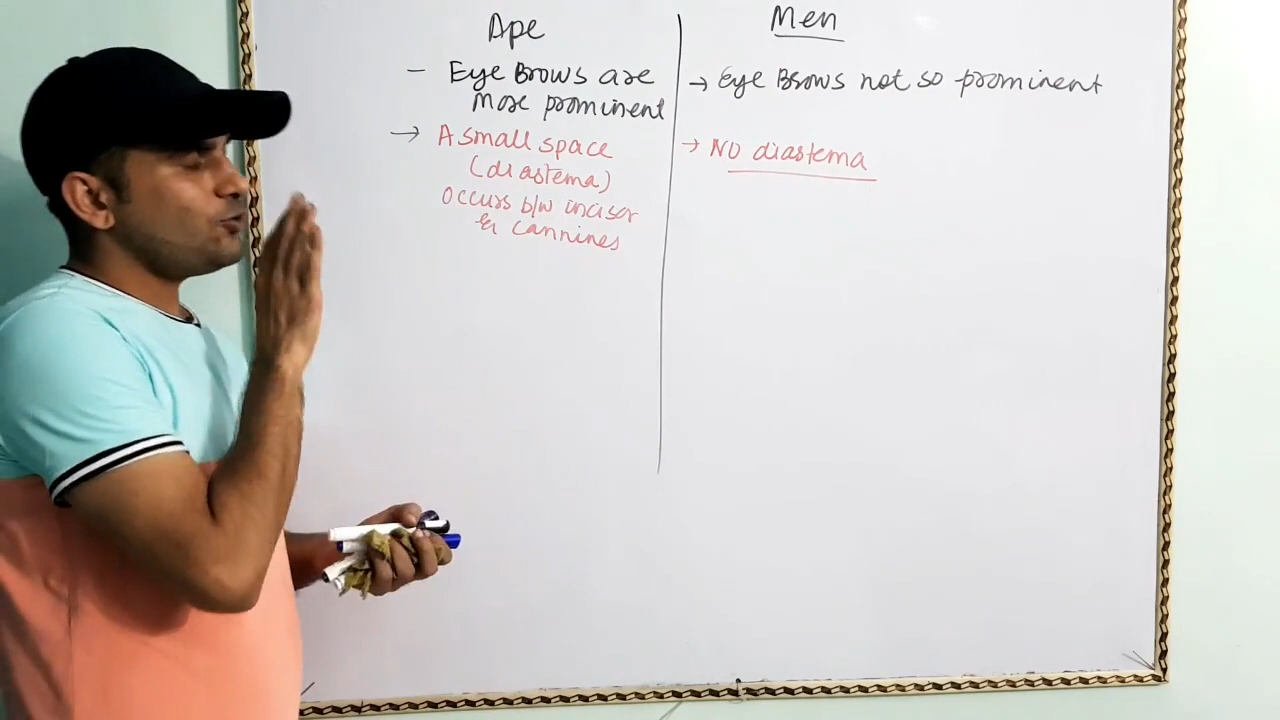 Ape
- Eye Brows are
More prominent
→ A small space
(diastema)
Occurs b/w incisor
& cannines
Men
→ Eye Brows not so prominent
→ NO diastema